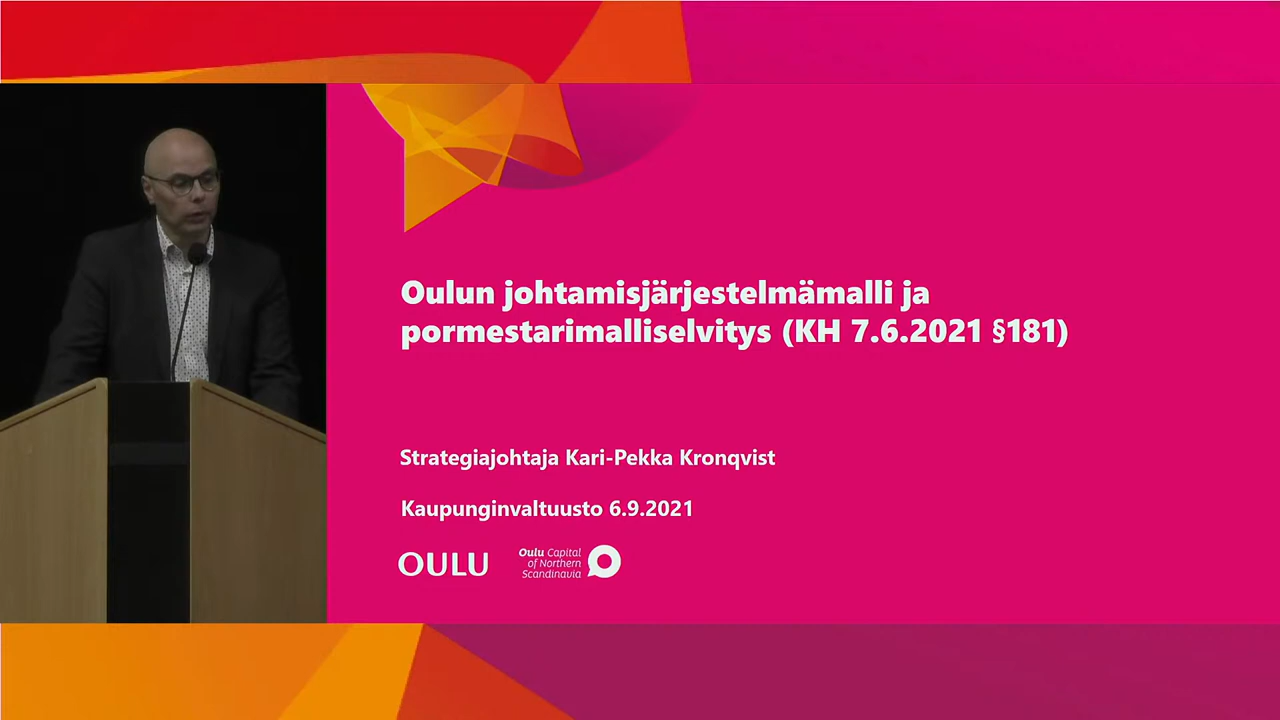 Oulun johtamisjärjestelmämalli ja
pormestarimalliselvitys (KH 7.6.2021 §181)
Strategiajohtaja Kari-Pekka Kronqvist
Kaupunginvaltuusto 6.9.2021
OULU
Oulu Capital
of Northern
Scandinavia